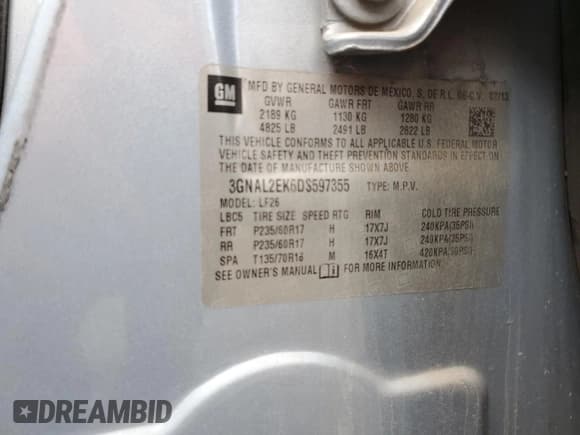 GM
MFD BY GENERAL MOTORS DE MEXICO, S. DE R.L. DE C.V. 07/13
GVWR GAWR FRT GAWR RR
2189 KG 1130 KG 1280 KG
4825 LB 2491 LB 2822 LB
THIS VEHICLE CONFORMS TO ALL APPLICABLE U.S. FEDERAL MOTOR
VEHICLE SAFETY AND THEFT PREVENTION STANDARDS IN EFFECT ON
THE DATE OF MANUFACTURE SHOWN ABOVE
3GNAL2EK6DS597355 TYPE: M.P.V.
MODEL: LF26
LBC5 TIRE SIZE SPEED RTG RIM COLD TIRE PRESSURE
FRT P235/60R17 H 17X7J 240KPA(35PSI)
RR P235/60R17 H 17X7J 240KPA(35PSI)
SPA T135/70R16 M 16X4T 420KPA(60PSI)
SEE OWNER'S MANUAL FOR MORE INFORMATION.
DREAMBID